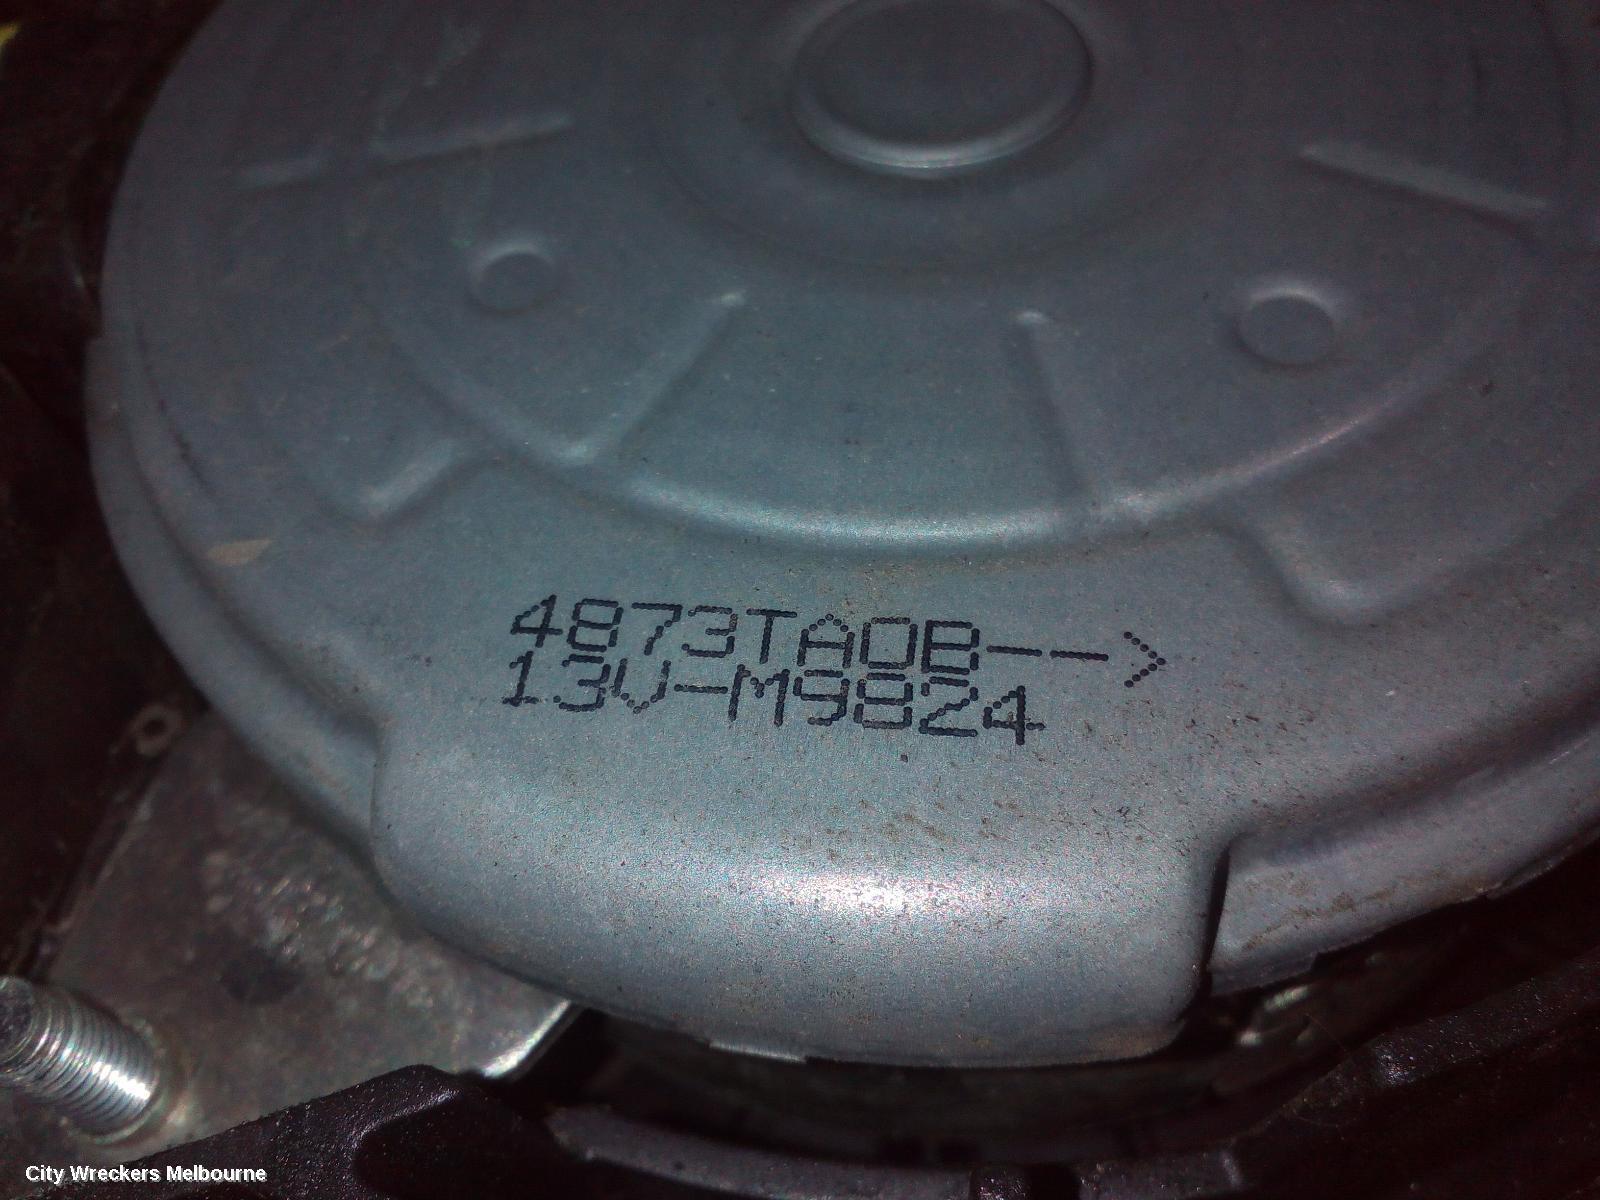 4873TA0B-->
13V-M9824
City Wreckers Melbourne